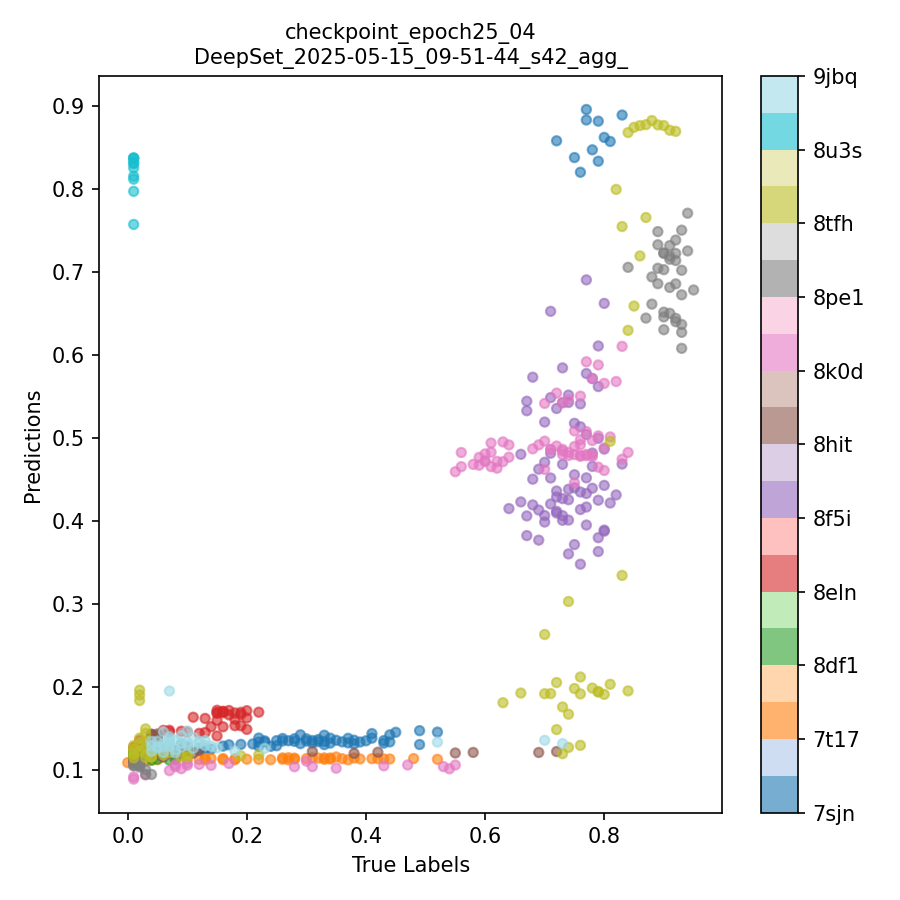 checkpoint_epoch25_04
DeepSet_2025-05-15_09-51-44_s42_agg_
0.9
0.8
0.7
0.6
0.5
0.4
0.3
0.2
0.1
Predictions
0.0
0.2
0.4
0.6
0.8
True Labels
9jbq
8u3s
8tfh
8pe1
8k0d
8hit
8f5i
8eln
8df1
7t17
7sjn